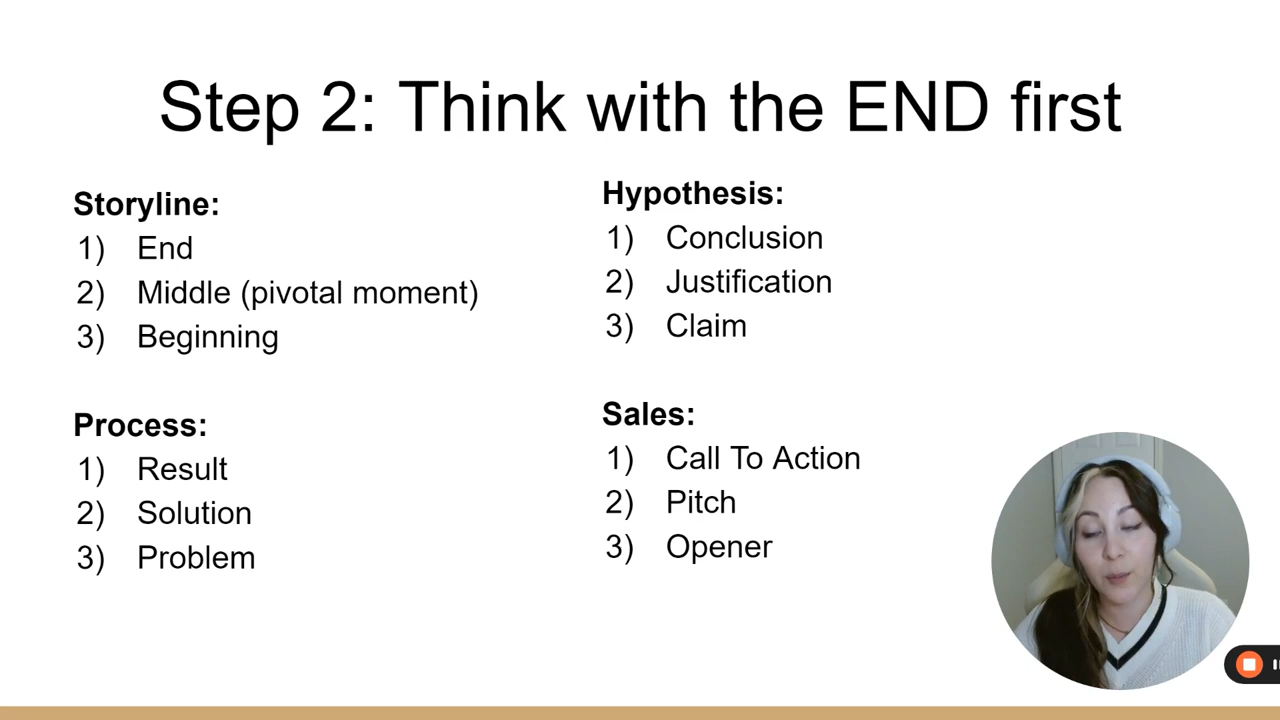 Step 2: Think with the END first
Storyline:
1) End
2) Middle (pivotal moment)
3) Beginning
Process:
1) Result
2) Solution
3) Problem
Hypothesis:
1) Conclusion
2) Justification
3) Claim
Sales:
1) Call To Action
2) Pitch
3) Opener